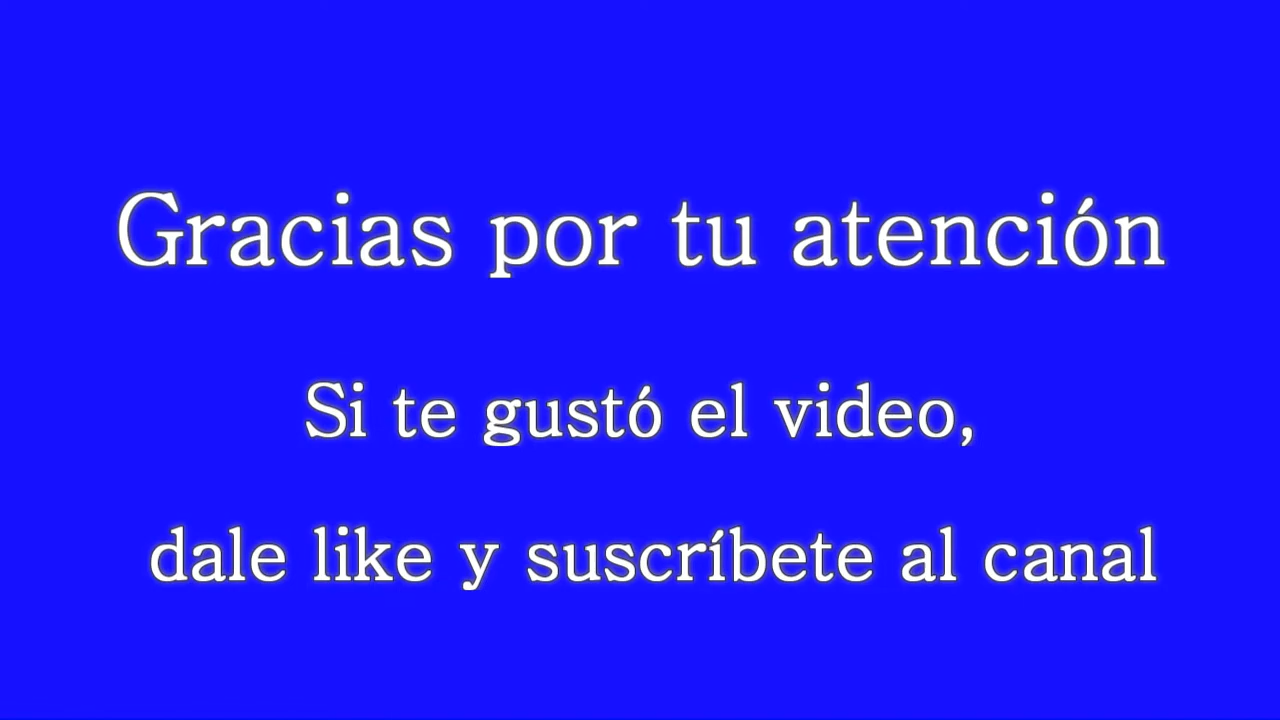 Gracias por tu atención
Si te gustó el video,
dale like y suscríbete al canal